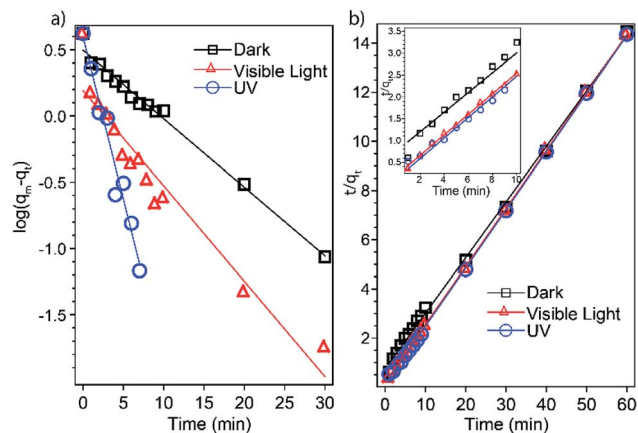 a)
0.5
0.0
-0.5
-1.0
-1.5
log(qm-qt)
0 5 10 15 20 25 30
Time (min)
Dark
Visible Light
UV
b)
14
12
10
8
6
4
2
t/qt
0 10 20 30 40 50 60
Time (min)
3.5
3.0
2.5
2.0
1.5
1.0
0.5
0.0
t/qt
2 4 6 8 10
Time (min)
Dark
Visible Light
UV